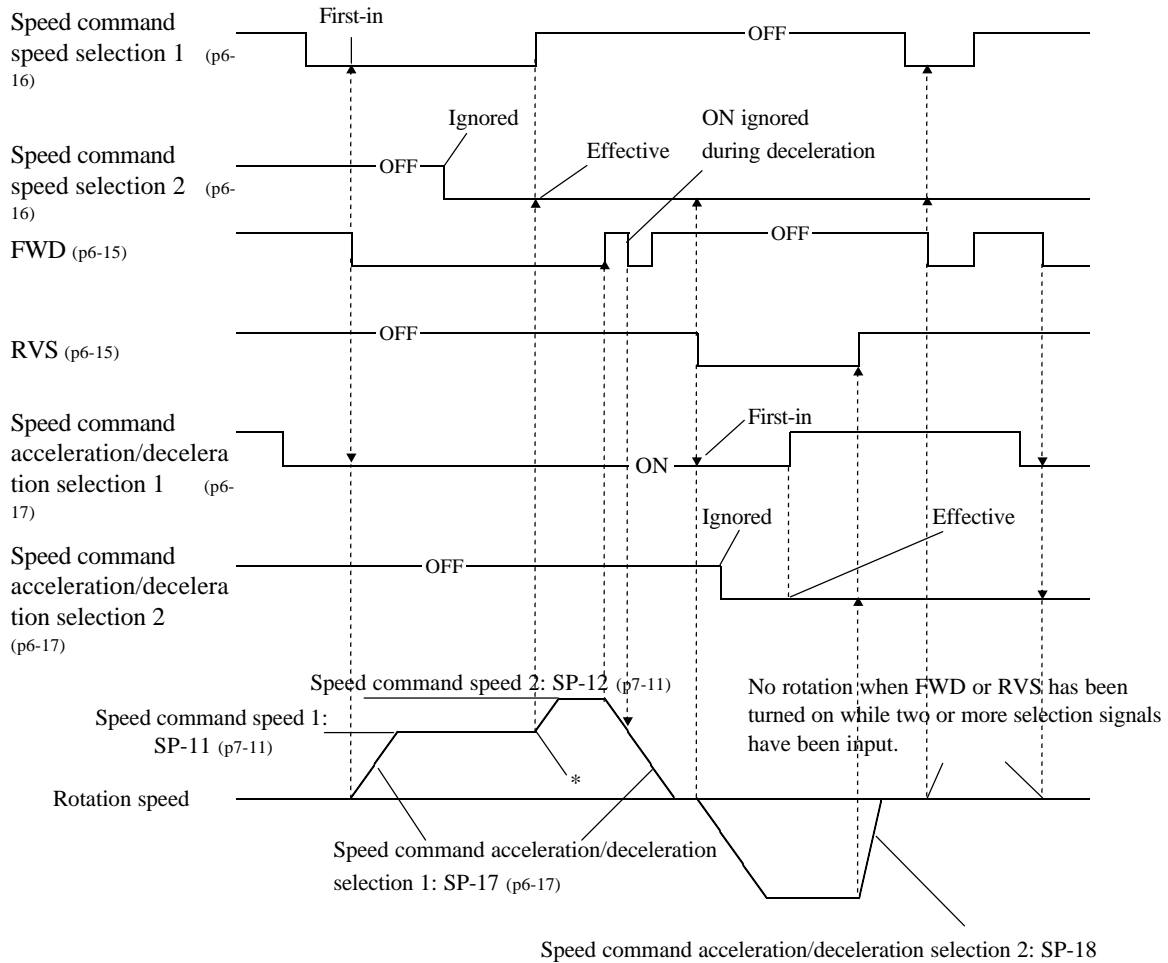 Speed command
speed selection 1 (p6-
16)
First-in
OFF
Speed command
speed selection 2 (p6-
16)
OFF
Ignored
Effective
ON ignored
during deceleration
FWD (p6-15)
OFF
RVS (p6-15)
OFF
Speed command
acceleration/decelera
tion selection 1 (p6-
17)
ON
First-in
Speed command
acceleration/decelera
tion selection 2
(p6-17)
OFF
Ignored
Effective
Speed command speed 2: SP-12 (p7-11)
Speed command speed 1:
SP-11 (p7-11)
*
No rotation when FWD or RVS has been
turned on while two or more selection signals
have been input.
Rotation speed
Speed command acceleration/deceleration
selection 1: SP-17 (p6-17)
Speed command acceleration/deceleration selection 2: SP-18